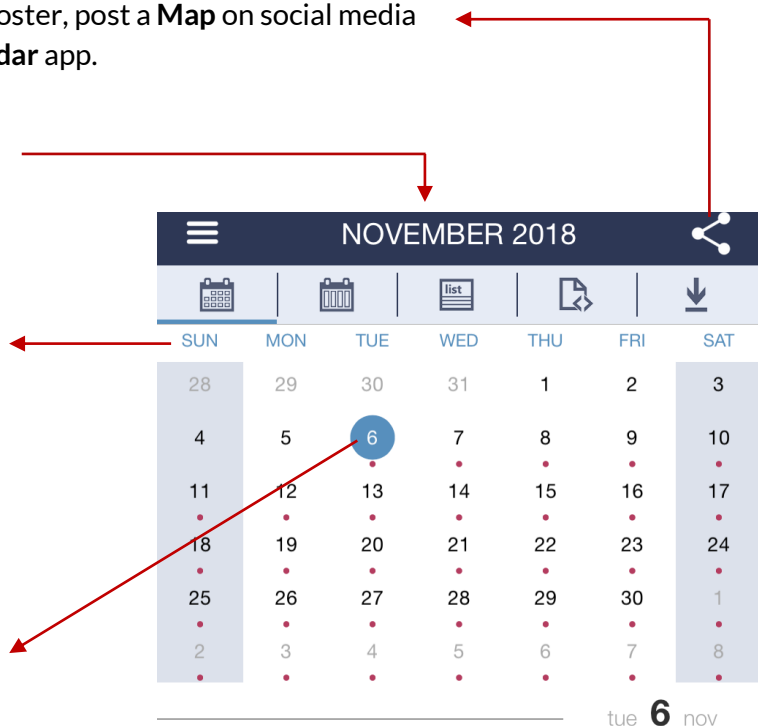 oster, post a Map on social media
dar app.
NOVEMBER 2018
list
SUN MON TUE WED THU FRI SAT
28 29 30 31 1 2 3
4 5 6 7 8 9 10
11 12 13 14 15 16 17
18 19 20 21 22 23 24
25 26 27 28 29 30 1
2 3 4 5 6 7 8
tue 6 nov